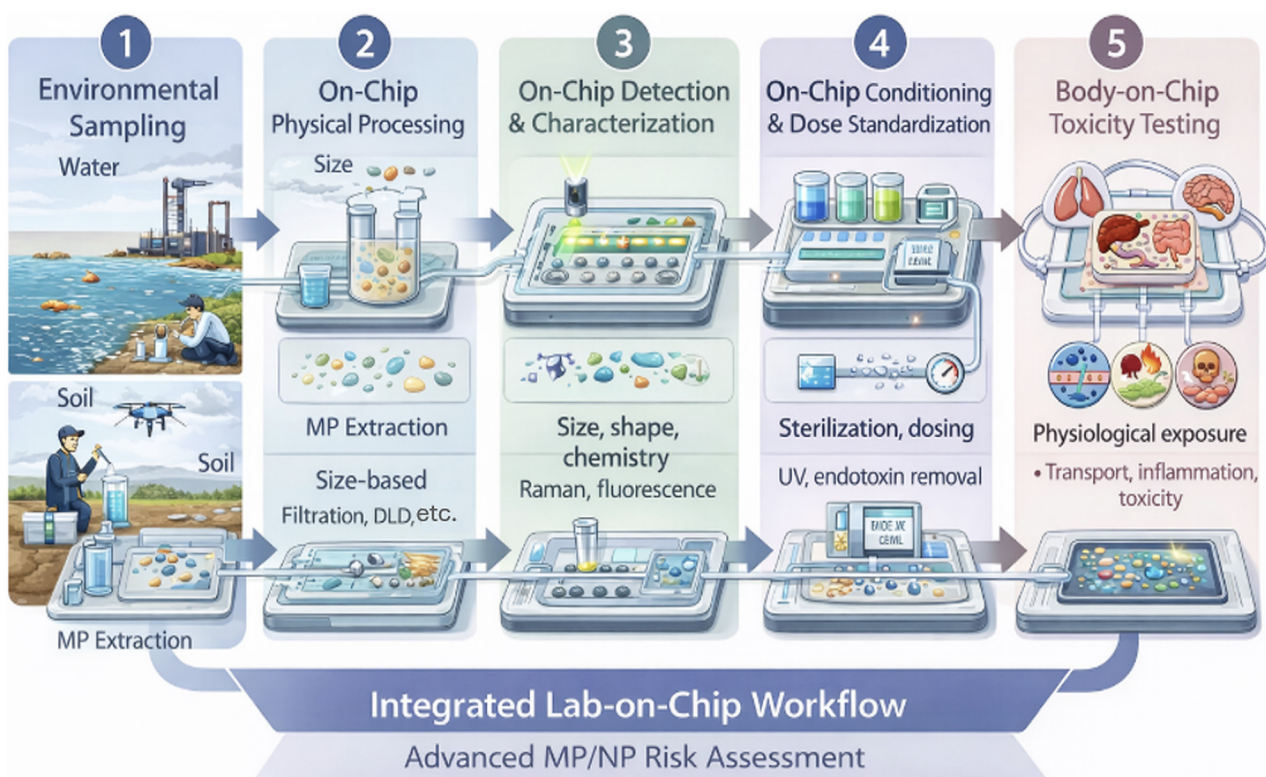 1
Environmental
Sampling
Water
Soil
Soil
MP Extraction
2
On-Chip
Physical Processing
Size
MP Extraction
Size-based
Filtration, DLD, etc.
3
On-Chip Detection
& Characterization
Size, shape,
chemistry
Raman, fluorescence
4
On-Chip Conditioning
& Dose Standardization
Sterilization, dosing
UV, endotoxin removal
5
Body-on-Chip
Toxicity Testing
Physiological exposure
• Transport, inflammation,
toxicity
Integrated Lab-on-Chip Workflow
Advanced MP/NP Risk Assessment